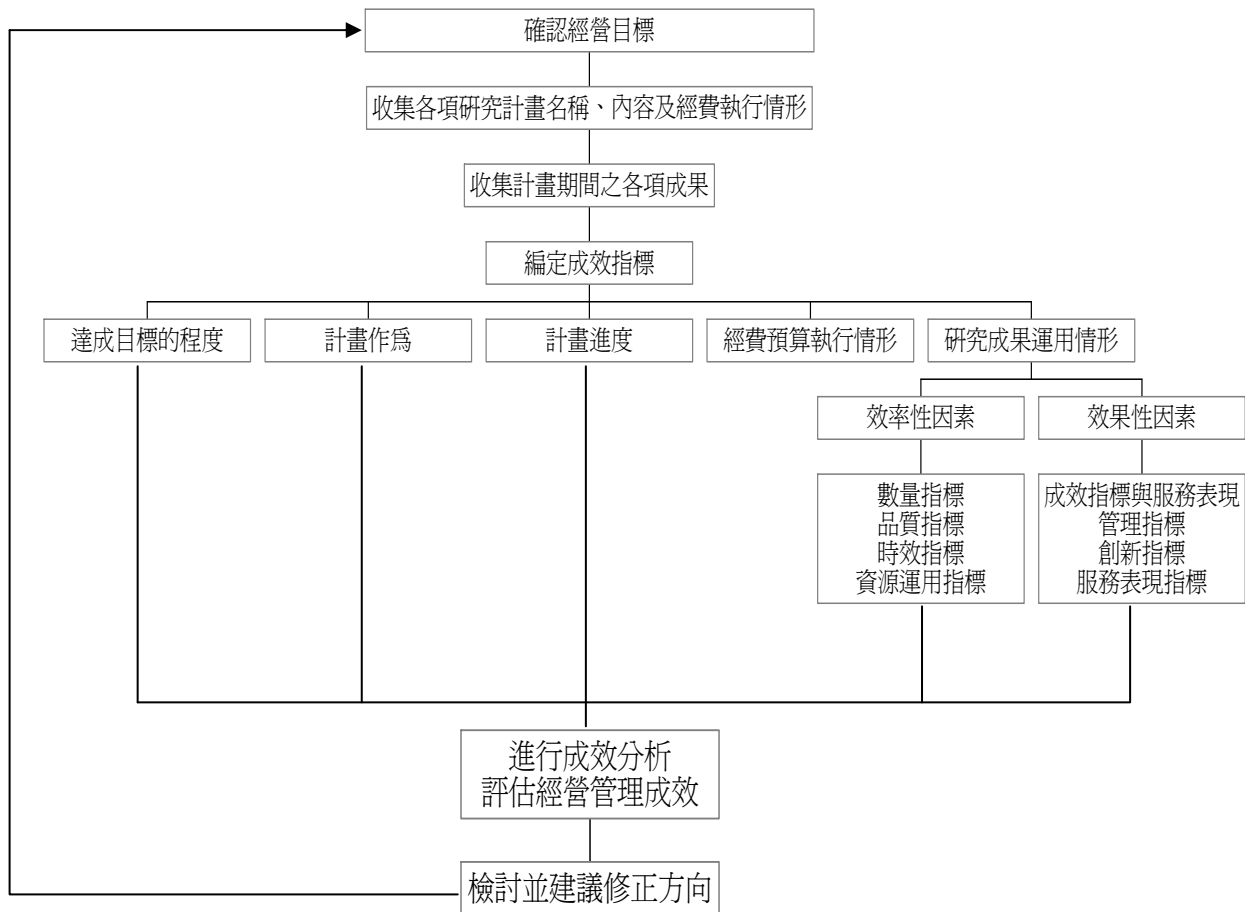 確認經營目標
收集各項研究計畫名稱、內容及經費執行情形
收集計畫期間之各項成果
編定成效指標
達成目標的程度
計畫作為
計畫進度
經費預算執行情形
研究成果運用情形
效率性因素
效果性因素
數量指標
品質指標
時效指標
資源運用指標
成效指標與服務表現
管理指標
創新指標
服務表現指標
進行成效分析
評估經營管理成效
檢討並建議修正方向